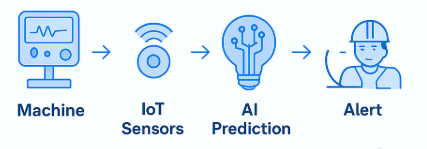 Machine
IoT
Sensors
AI
Prediction
Alert